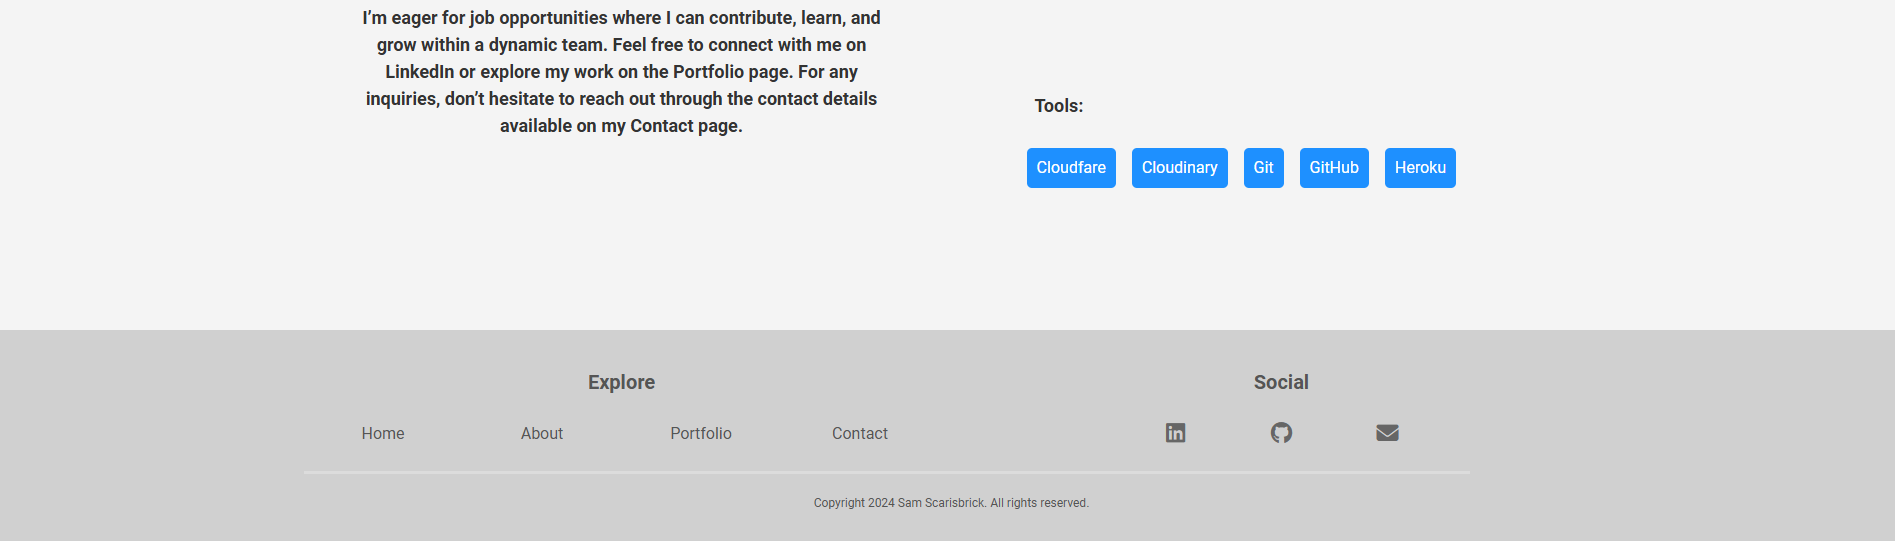 I’m eager for job opportunities where I can contribute, learn, and
grow within a dynamic team. Feel free to connect with me on
LinkedIn or explore my work on the Portfolio page. For any
inquiries, don’t hesitate to reach out through the contact details
available on my Contact page.
Tools:
Cloudfare Cloudinary Git GitHub Heroku
Explore
Home About Portfolio Contact
Social
in
Copyright 2024 Sam Scarisbrick. All rights reserved.